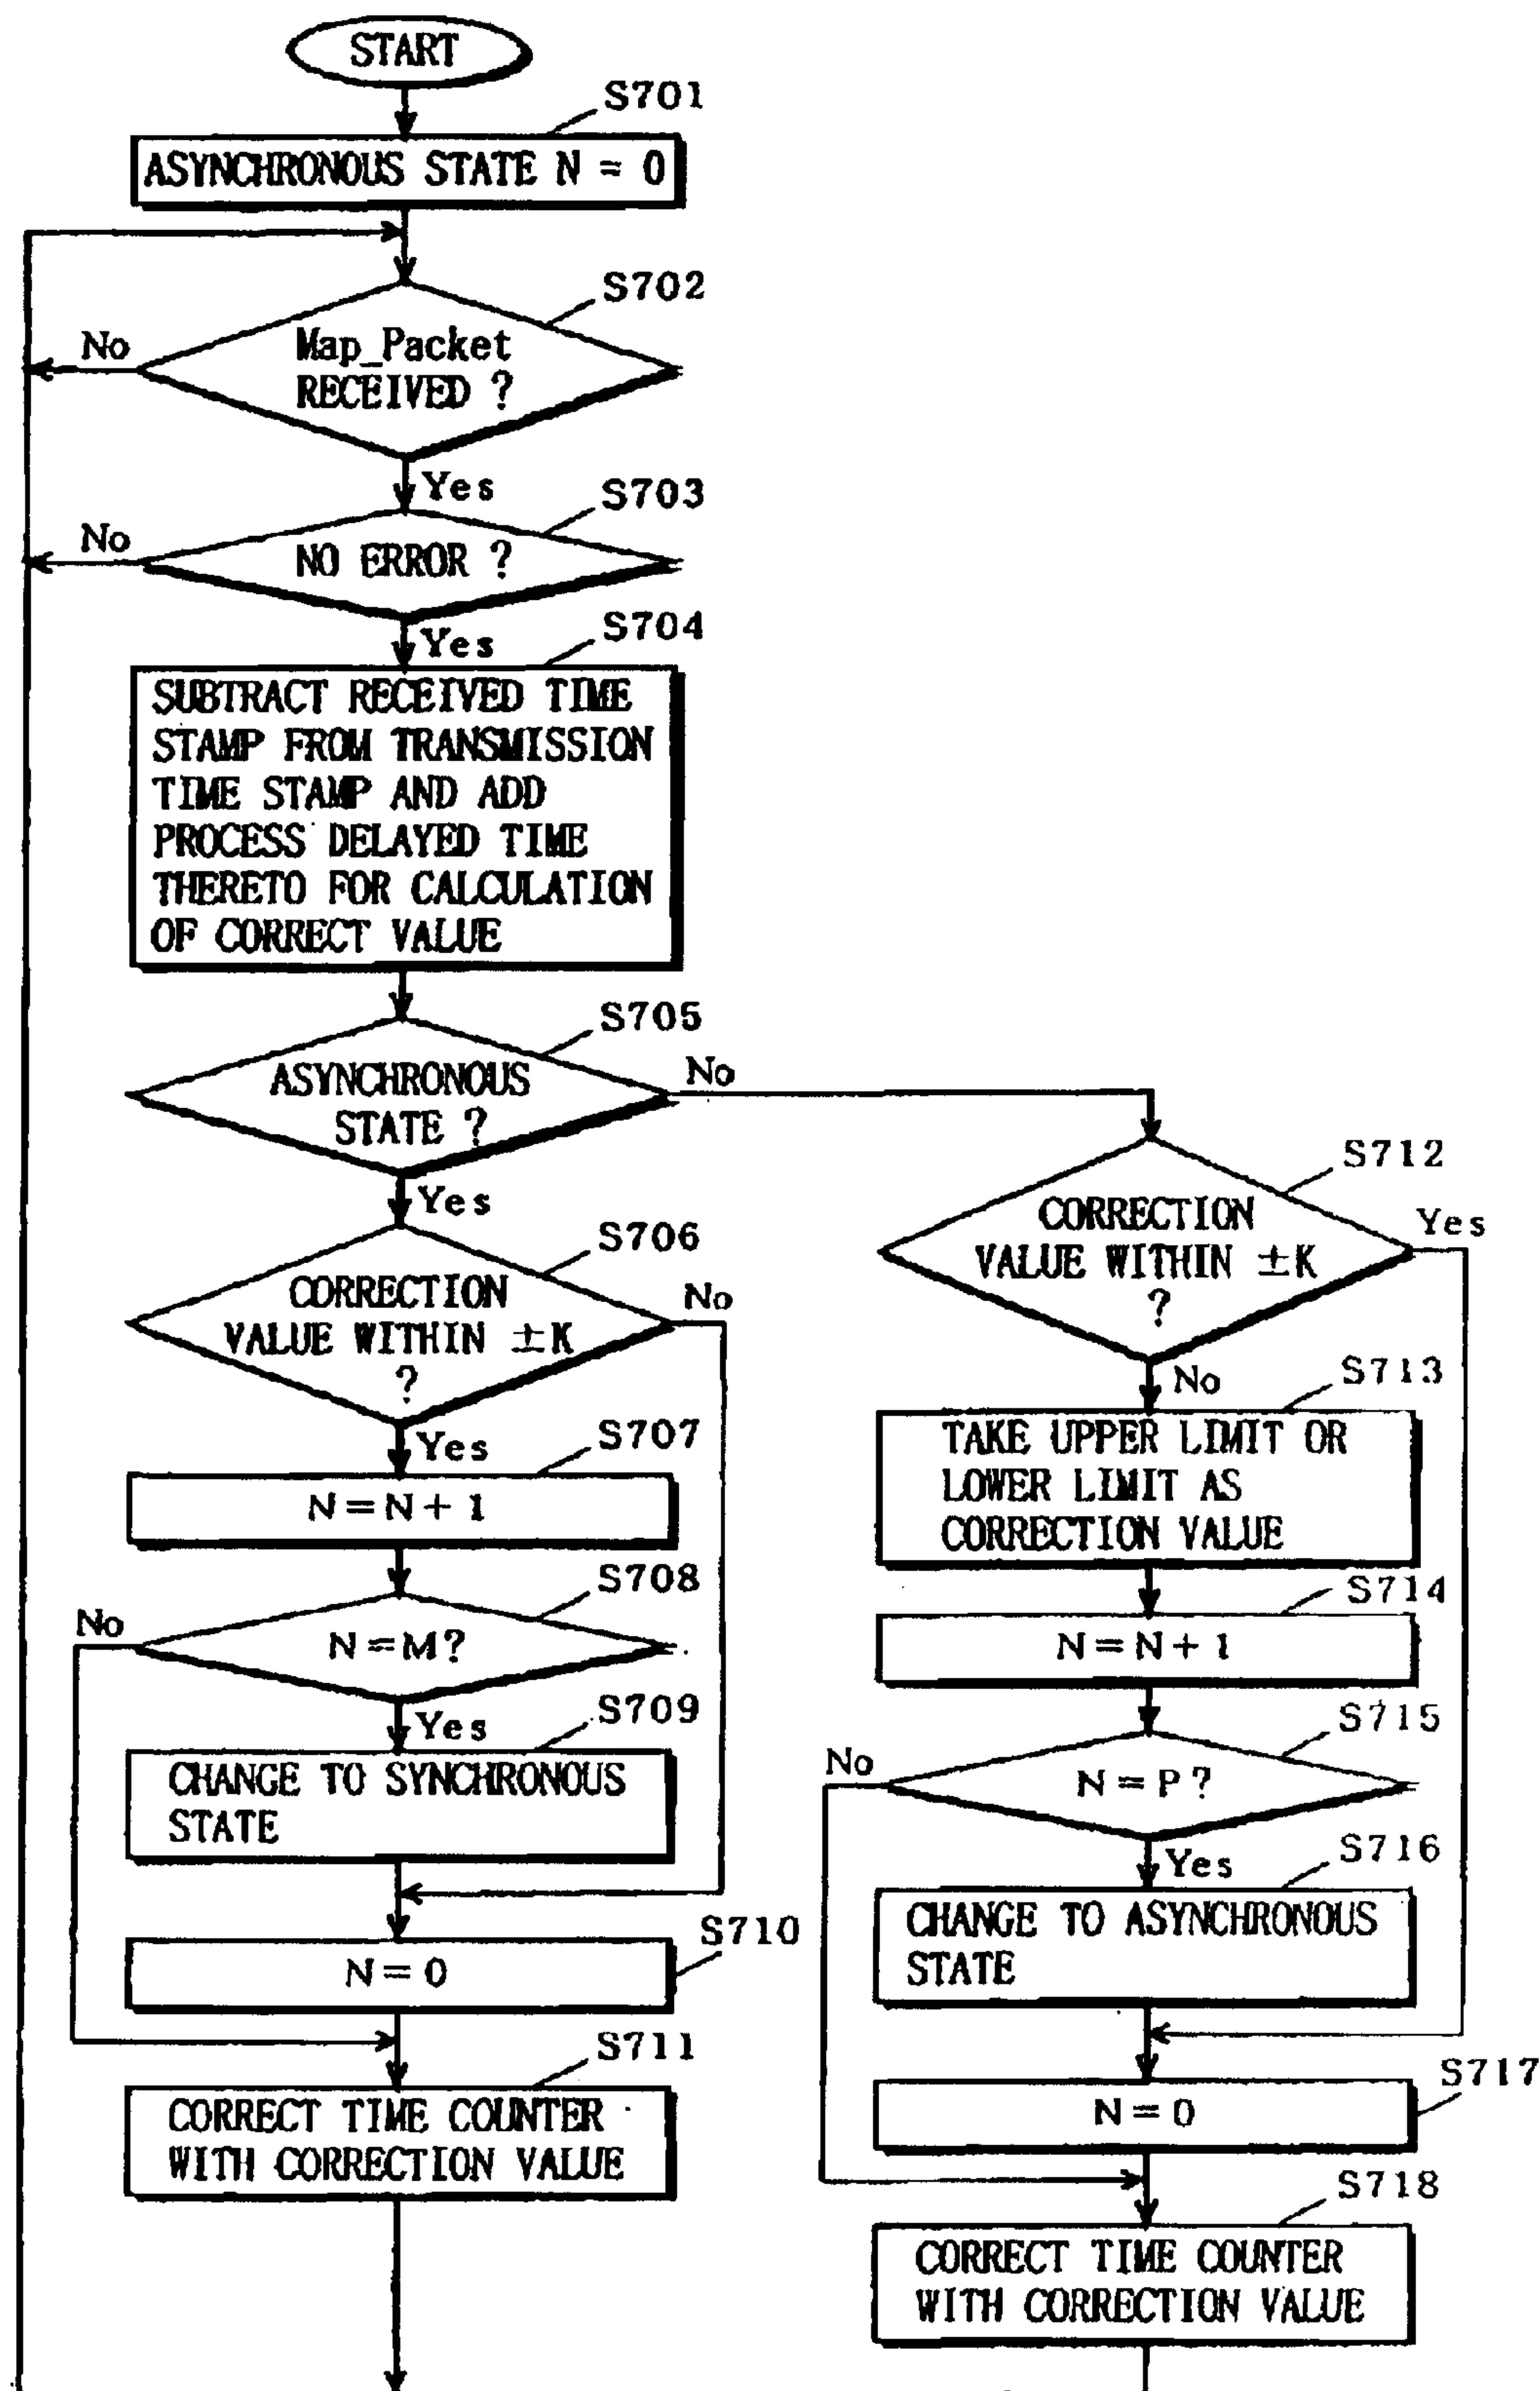 START
S701
ASYNCHRONOUS STATE N = 0
S702
Map_Packet
RECEIVED ?
No
Yes
S703
NO ERROR ?
No
Yes
S704
SUBTRACT RECEIVED TIME
STAMP FROM TRANSMISSION
TIME STAMP AND ADD
PROCESS DELAYED TIME
THERETO FOR CALCULATION
OF CORRECT VALUE
S705
ASYNCHRONOUS
STATE ?
No
Yes
S706
CORRECTION
VALUE WITHIN ±K
?
No
Yes
S707
N=N+1
S708
N=M?
No
Yes
S709
CHANGE TO SYNCHRONOUS
STATE
S710
N=0
S711
CORRECT TIME COUNTER
WITH CORRECTION VALUE
S712
CORRECTION
VALUE WITHIN ±K
?
Yes
No
S713
TAKE UPPER LIMIT OR
LOWER LIMIT AS
CORRECTION VALUE
S714
N=N+1
S715
N=P?
No
Yes
S716
CHANGE TO ASYNCHRONOUS
STATE
S717
N=0
S718
CORRECT TIME COUNTER
WITH CORRECTION VALUE